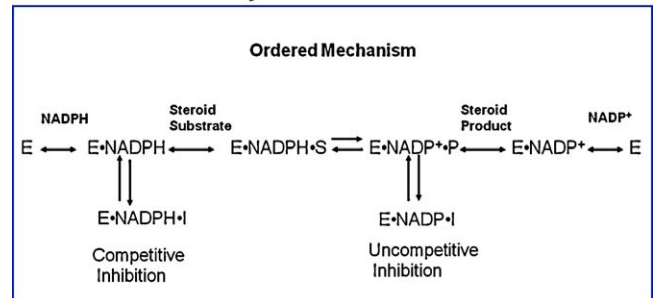 Ordered Mechanism
NADPH
Steroid
Substrate
Steroid
Product
NADP+
E E•NADPH E•NADPH•S E•NADP+•P E•NADP+ E
E•NADPH•I E•NADP•I
Competitive
Inhibition
Uncompetitive
Inhibition